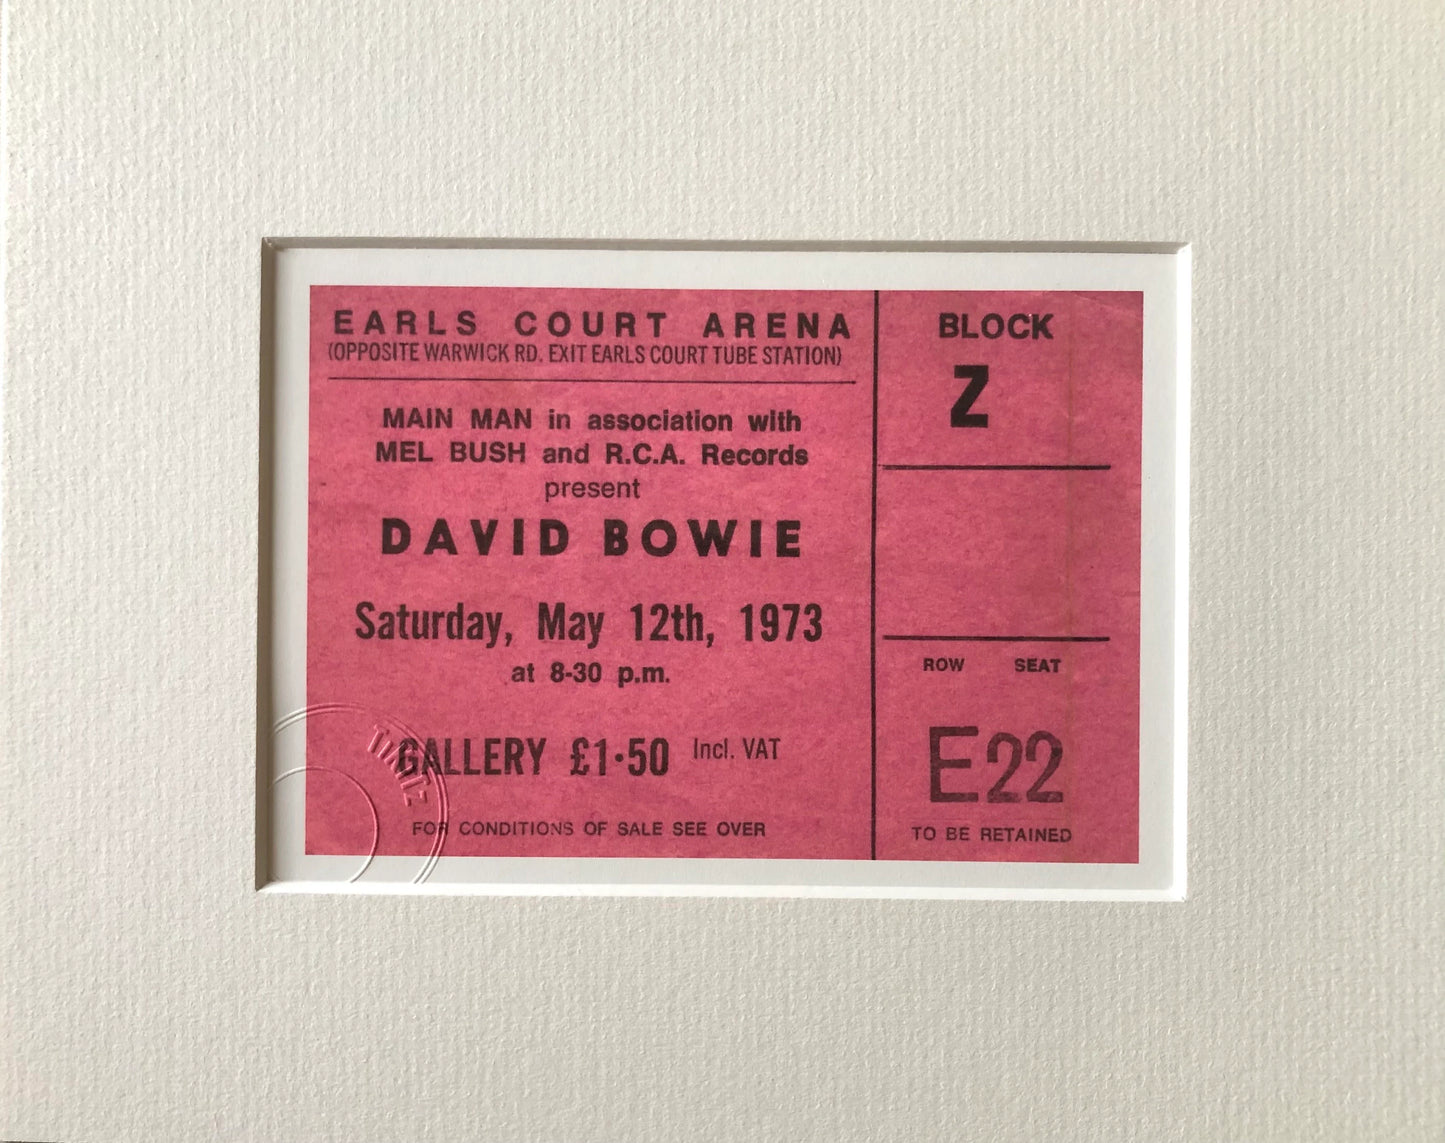 EARLS COURT ARENA
(OPPOSITE WARWICK RD. EXIT EARLS COURT TUBE STATION)
MAIN MAN in association with
MEL BUSH and R.C.A. Records
present
DAVID BOWIE
Saturday, May 12th, 1973
at 8-30 p.m.
GALLERY £1·50 Incl. VAT
FOR CONDITIONS OF SALE SEE OVER
BLOCK
Z
ROW SEAT
E22
TO BE RETAINED